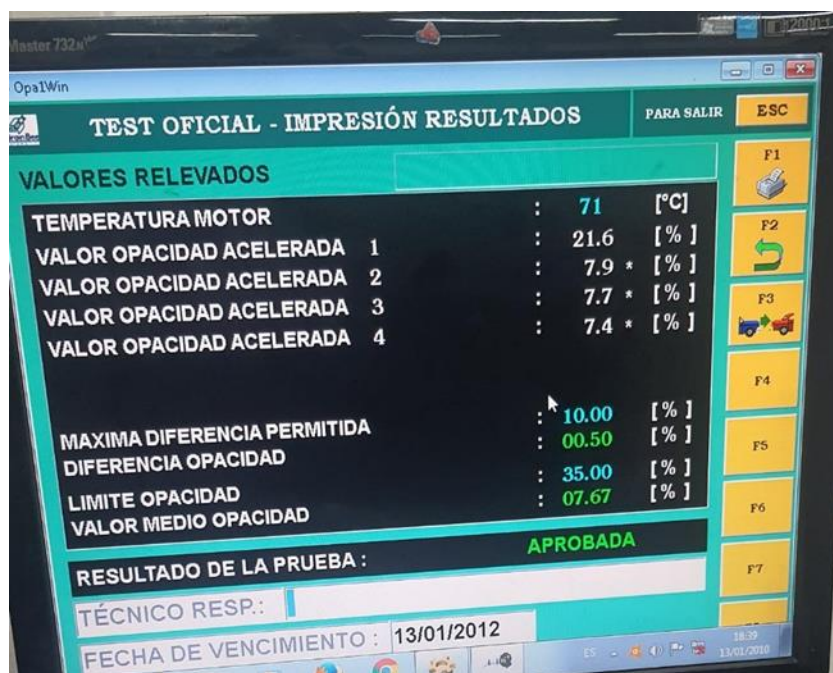 Master 732
Opa1Win
TEST OFICIAL - IMPRESIÓN RESULTADOS
PARA SALIR
ESC
VALORES RELEVADOS
F1
TEMPERATURA MOTOR : 71 [°C]
VALOR OPACIDAD ACELERADA 1 : 21.6 [%]
F2
VALOR OPACIDAD ACELERADA 2 : 7.9 * [%]
VALOR OPACIDAD ACELERADA 3 : 7.7 * [%]
F3
VALOR OPACIDAD ACELERADA 4 : 7.4 * [%]
F4
MAXIMA DIFERENCIA PERMITIDA : 10.00 [%]
DIFERENCIA OPACIDAD : 00.50 [%]
F5
LIMITE OPACIDAD : 35.00 [%]
VALOR MEDIO OPACIDAD : 07.67 [%]
F6
RESULTADO DE LA PRUEBA : APROBADA
F7
TÉCNICO RESP.:
FECHA DE VENCIMIENTO : 13/01/2012
ES
18:39
13/01/2010